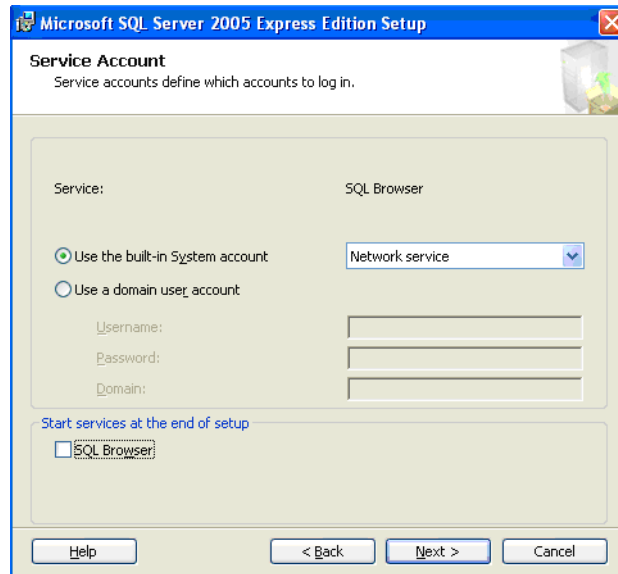 Microsoft SQL Server 2005 Express Edition Setup
Service Account
Service accounts define which accounts to log in.
Service: SQL Browser
Use the built-in System account Network service
Use a domain user account
Username:
Password:
Domain:
Start services at the end of setup
SQL Browser
Help < Back Next > Cancel